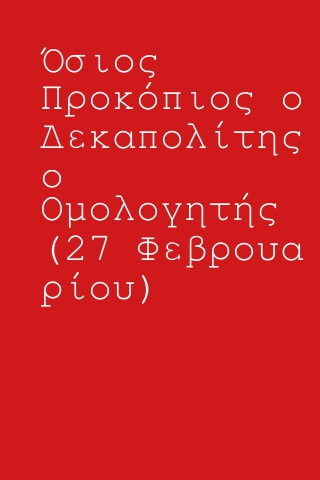 Όσιος
Προκόπιος ο
Δεκαπολίτης
ο
Ομολογητής
(27 Φεβρουα
ρίου)